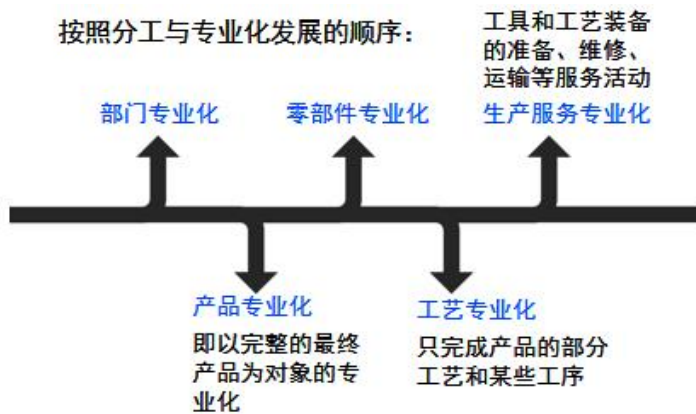 按照分工与专业化发展的顺序：
工具和工艺装备
的准备、维修、
运输等服务活动
部门专业化
零部件专业化
生产服务专业化
产品专业化
即以完整的最终
产品为对象的专
业化
工艺专业化
只完成产品的部分
工艺和某些工序